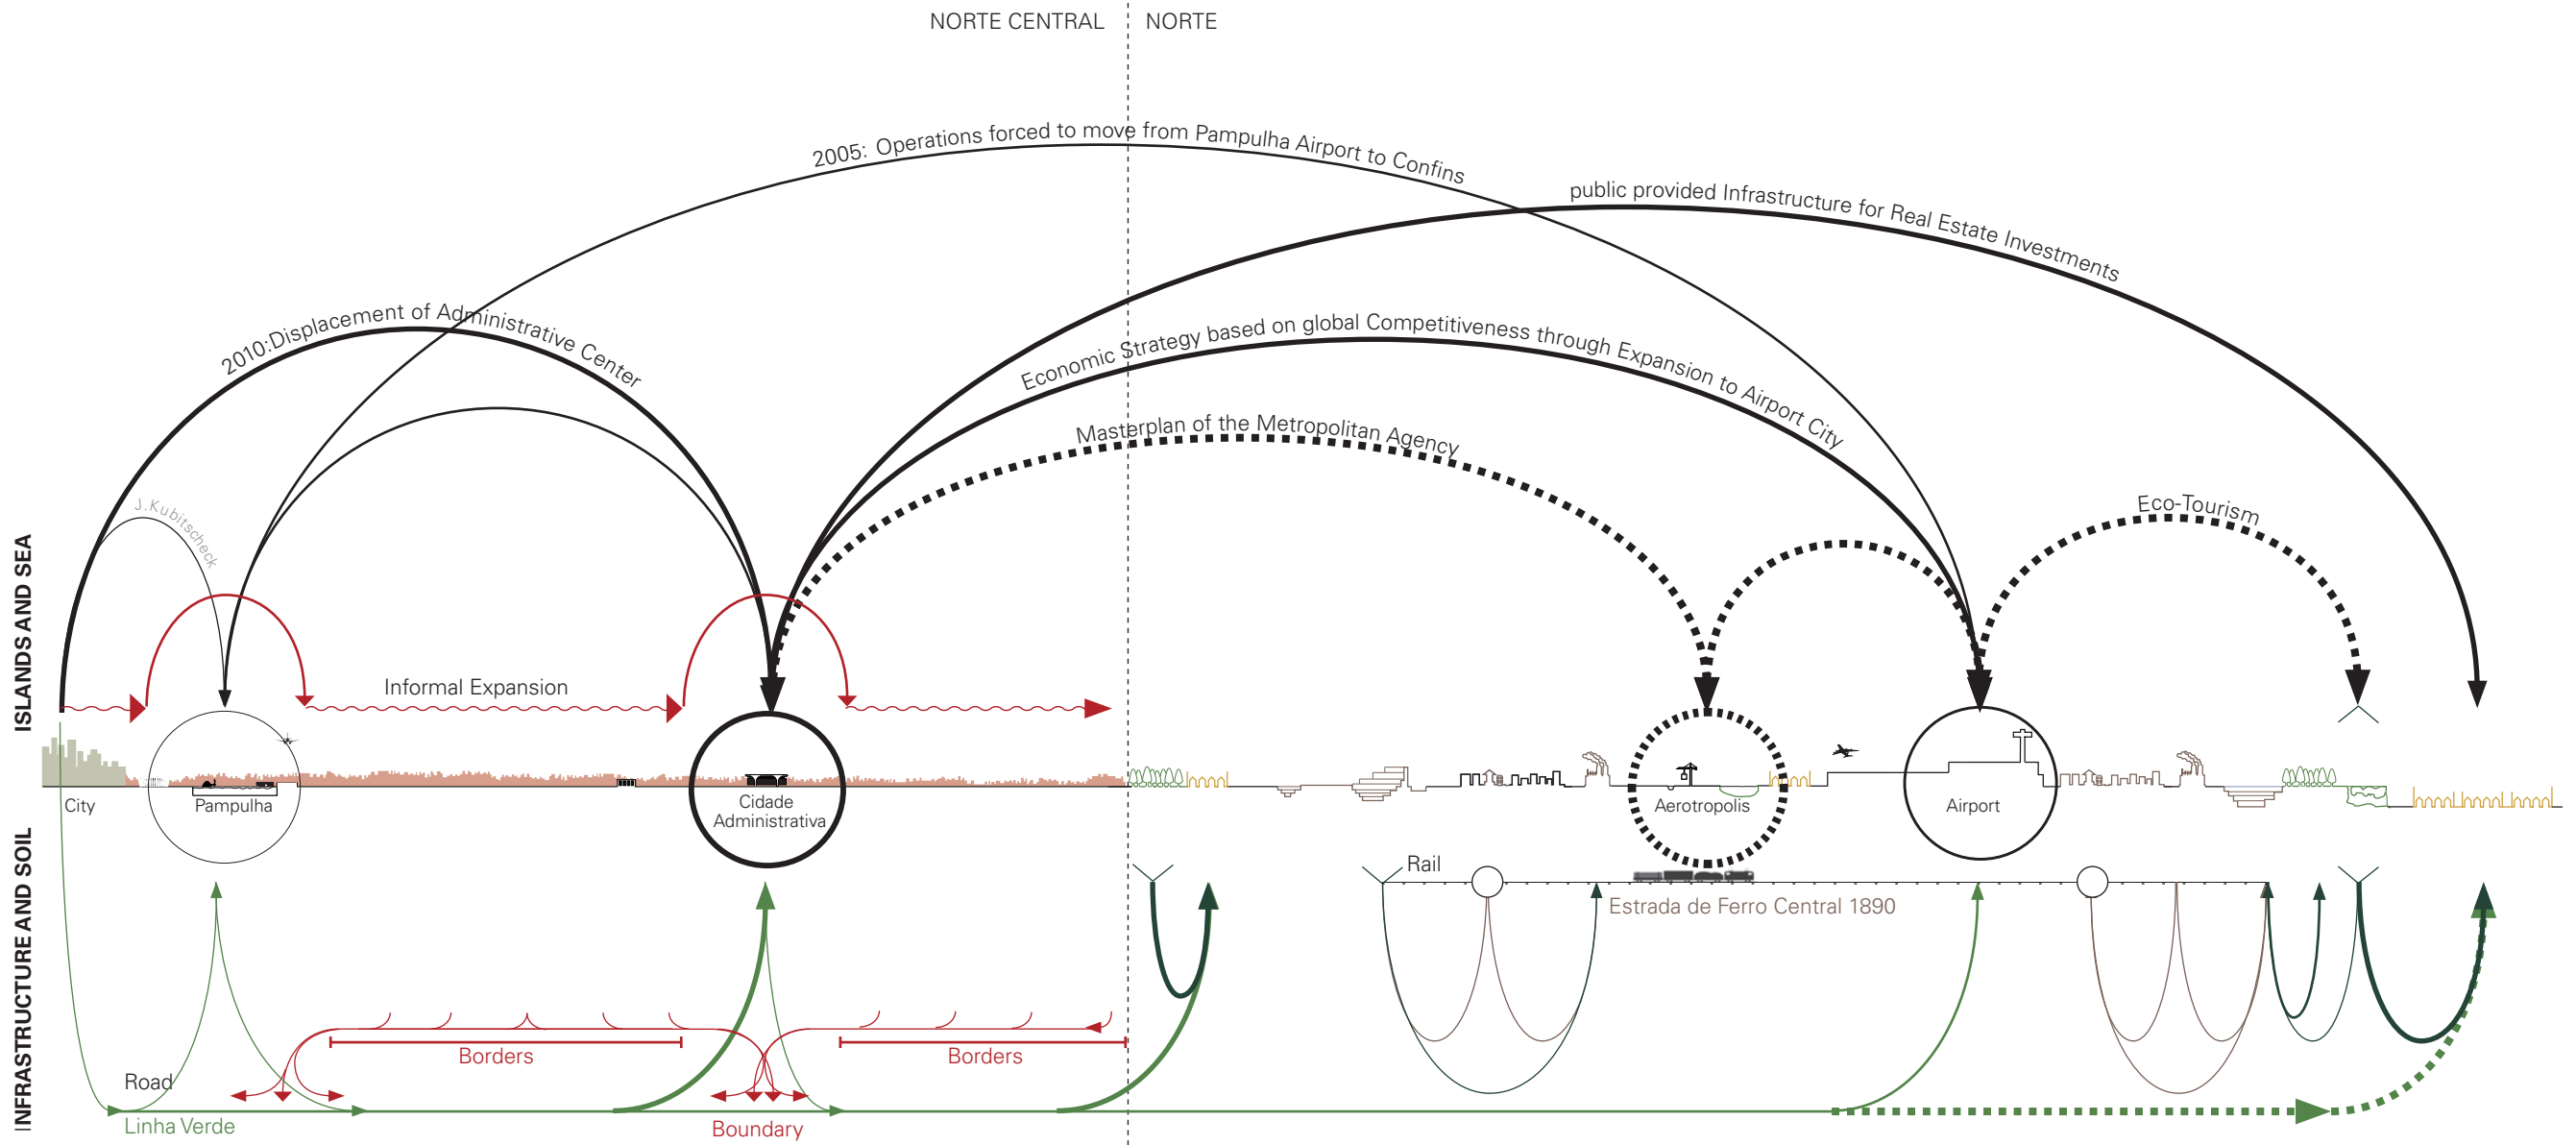 NORTE CENTRAL
NORTE
2005: Operations forced to move from Pampulha Airport to Confins
public provided Infrastructure for Real Estate Investments
2010:Displacement of Administrative Center
Economic Strategy based on global Competitiveness through Expansion to Airport City
Masterplan of the Metropolitan Agency
J.Kubitscheck
Eco-Tourism
ISLANDS AND SEA
Informal Expansion
City
Pampulha
Cidade
Administrativa
Aerotropolis
Airport
INFRASTRUCTURE AND SOIL
Rail
Estrada de Ferro Central 1890
Borders
Borders
Road
Linha Verde
Boundary